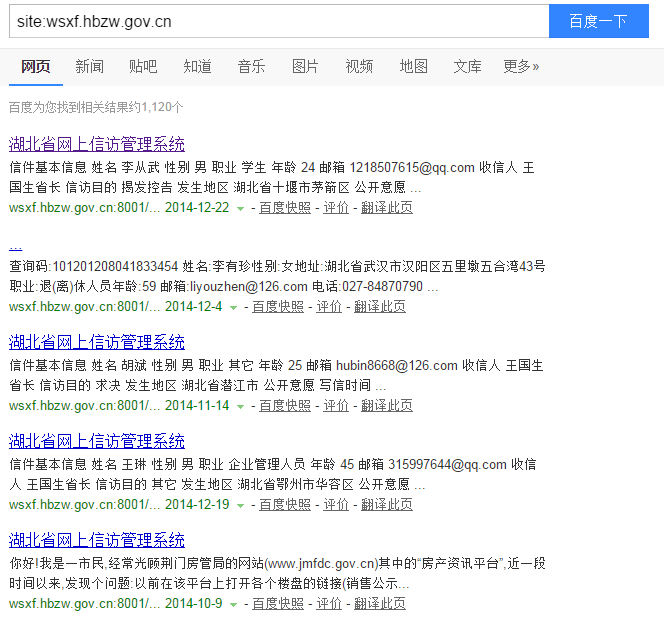 site:wsxf.hbzw.gov.cn 百度一下
网页 新闻 贴吧 知道 音乐 图片 视频 地图 文库 更多»
百度为您找到相关结果约1,120个
湖北省网上信访管理系统
信件基本信息 姓名 李从武 性别 男 职业 学生 年龄 24 邮箱 1218507615@qq.com 收信人 王
国生省长 信访目的 揭发控告 发生地区 湖北省十堰市茅箭区 公开意愿 ...
wsxf.hbzw.gov.cn:8001/... 2014-12-22 - 百度快照 - 评价 - 翻译此页
...
查询码:101201208041833454 姓名:李有珍性别:女地址:湖北省武汉市汉阳区五里墩五合湾43号
职业:退(离)休人员年龄:59 邮箱:liyouzhen@126.com 电话:027-84870790 ...
wsxf.hbzw.gov.cn:8001/... 2014-12-4 - 百度快照 - 评价 - 翻译此页
湖北省网上信访管理系统
信件基本信息 姓名 胡斌 性别 男 职业 其它 年龄 25 邮箱 hubin8668@126.com 收信人 王国生
省长 信访目的 求决 发生地区 湖北省潜江市 公开意愿 写信时间 ...
wsxf.hbzw.gov.cn:8001/... 2014-11-14 - 百度快照 - 评价 - 翻译此页
湖北省网上信访管理系统
信件基本信息 姓名 王琳 性别 男 职业 企业管理人员 年龄 45 邮箱 315997644@qq.com 收信
人 王国生省长 信访目的 其它 发生地区 湖北省鄂州市华容区 公开意愿 ...
wsxf.hbzw.gov.cn:8001/... 2014-12-19 - 百度快照 - 评价 - 翻译此页
湖北省网上信访管理系统
你好!我是一市民,经常光顾荆门房管局的网站(www.jmfdc.gov.cn)其中的“房产资讯平台”,近一段
时间以来,发现个问题:以前在该平台上打开各个楼盘的链接(销售公示...
wsxf.hbzw.gov.cn:8001/... 2014-10-9 - 百度快照 - 评价 - 翻译此页